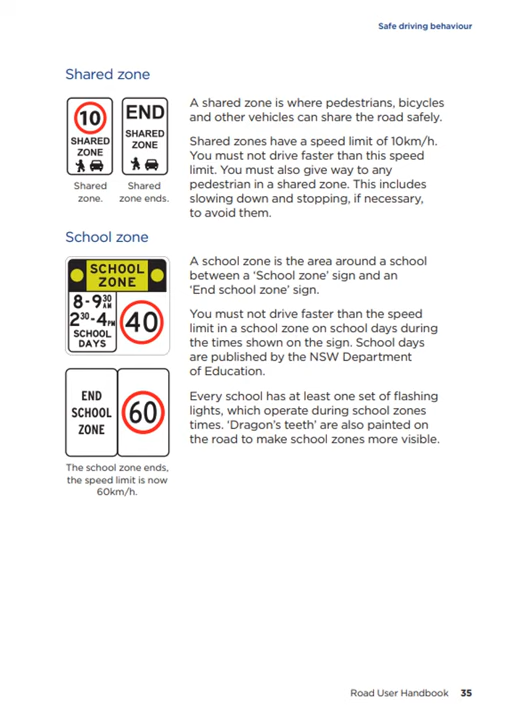 Safe driving behaviour
Shared zone
10
SHARED
ZONE
END
SHARED
ZONE
Shared
zone.
Shared
zone ends.
A shared zone is where pedestrians, bicycles
and other vehicles can share the road safely.
Shared zones have a speed limit of 10km/h.
You must not drive faster than this speed
limit. You must also give way to any
pedestrian in a shared zone. This includes
slowing down and stopping, if necessary,
to avoid them.
School zone
SCHOOL
ZONE
8-9³⁰ AM
2³⁰-4PM
SCHOOL
DAYS
40
END
SCHOOL
ZONE
60
The school zone ends,
the speed limit is now
60km/h.
A school zone is the area around a school
between a ‘School zone’ sign and an
‘End school zone’ sign.
You must not drive faster than the speed
limit in a school zone on school days during
the times shown on the sign. School days
are published by the NSW Department
of Education.
Every school has at least one set of flashing
lights, which operate during school zones
times. ‘Dragon’s teeth’ are also painted on
the road to make school zones more visible.
Road User Handbook 35